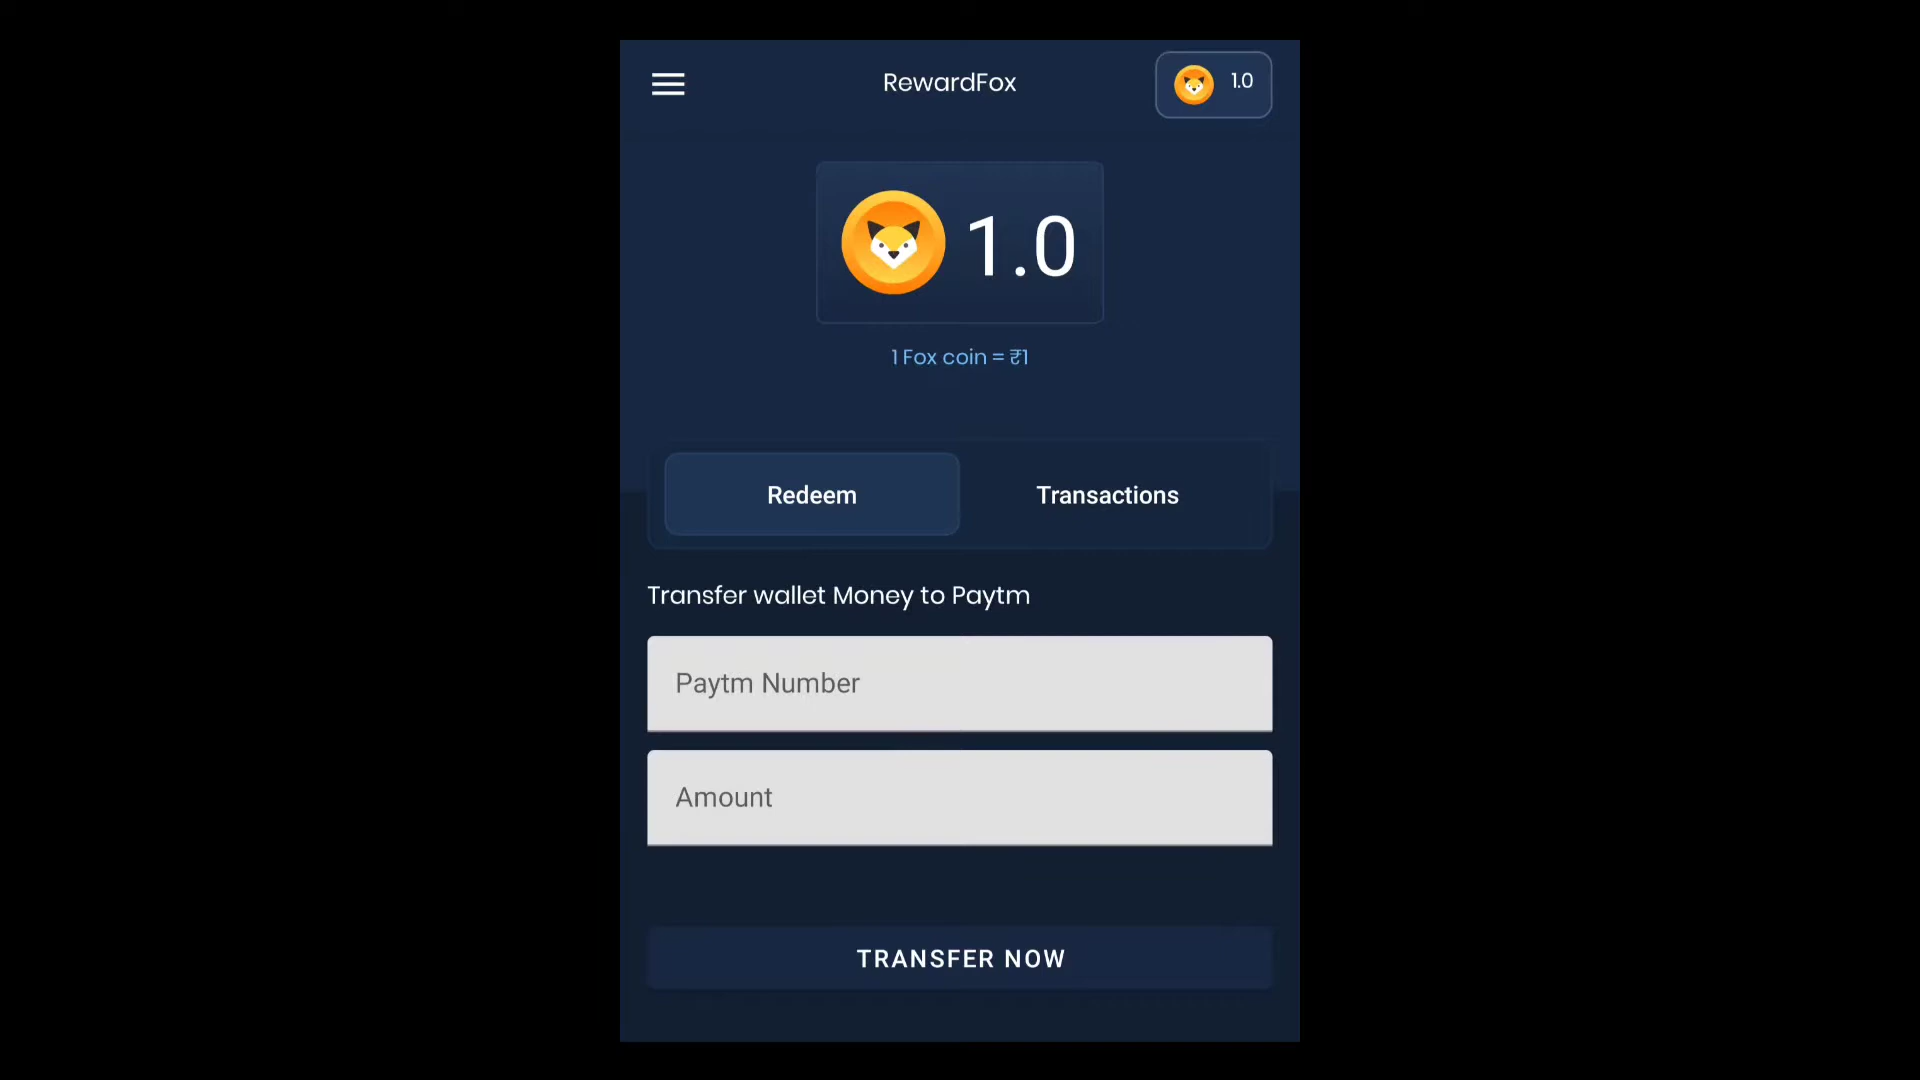 RewardFox
1.0
1.0
1 Fox coin = ₹1
Redeem
Transactions
Transfer wallet Money to Paytm
Paytm Number
Amount
TRANSFER NOW